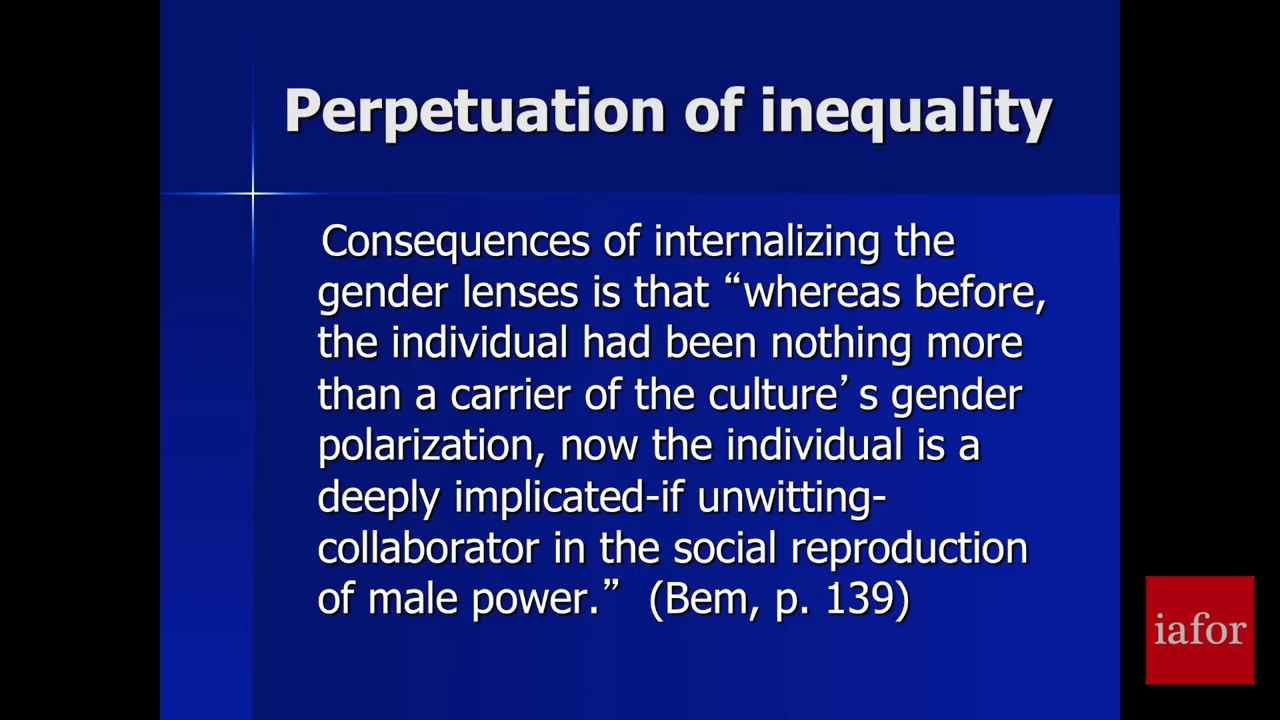 Perpetuation of inequality
Consequences of internalizing the
gender lenses is that “whereas before,
the individual had been nothing more
than a carrier of the culture’s gender
polarization, now the individual is a
deeply implicated-if unwitting-
collaborator in the social reproduction
of male power.” (Bem, p. 139)
iafor